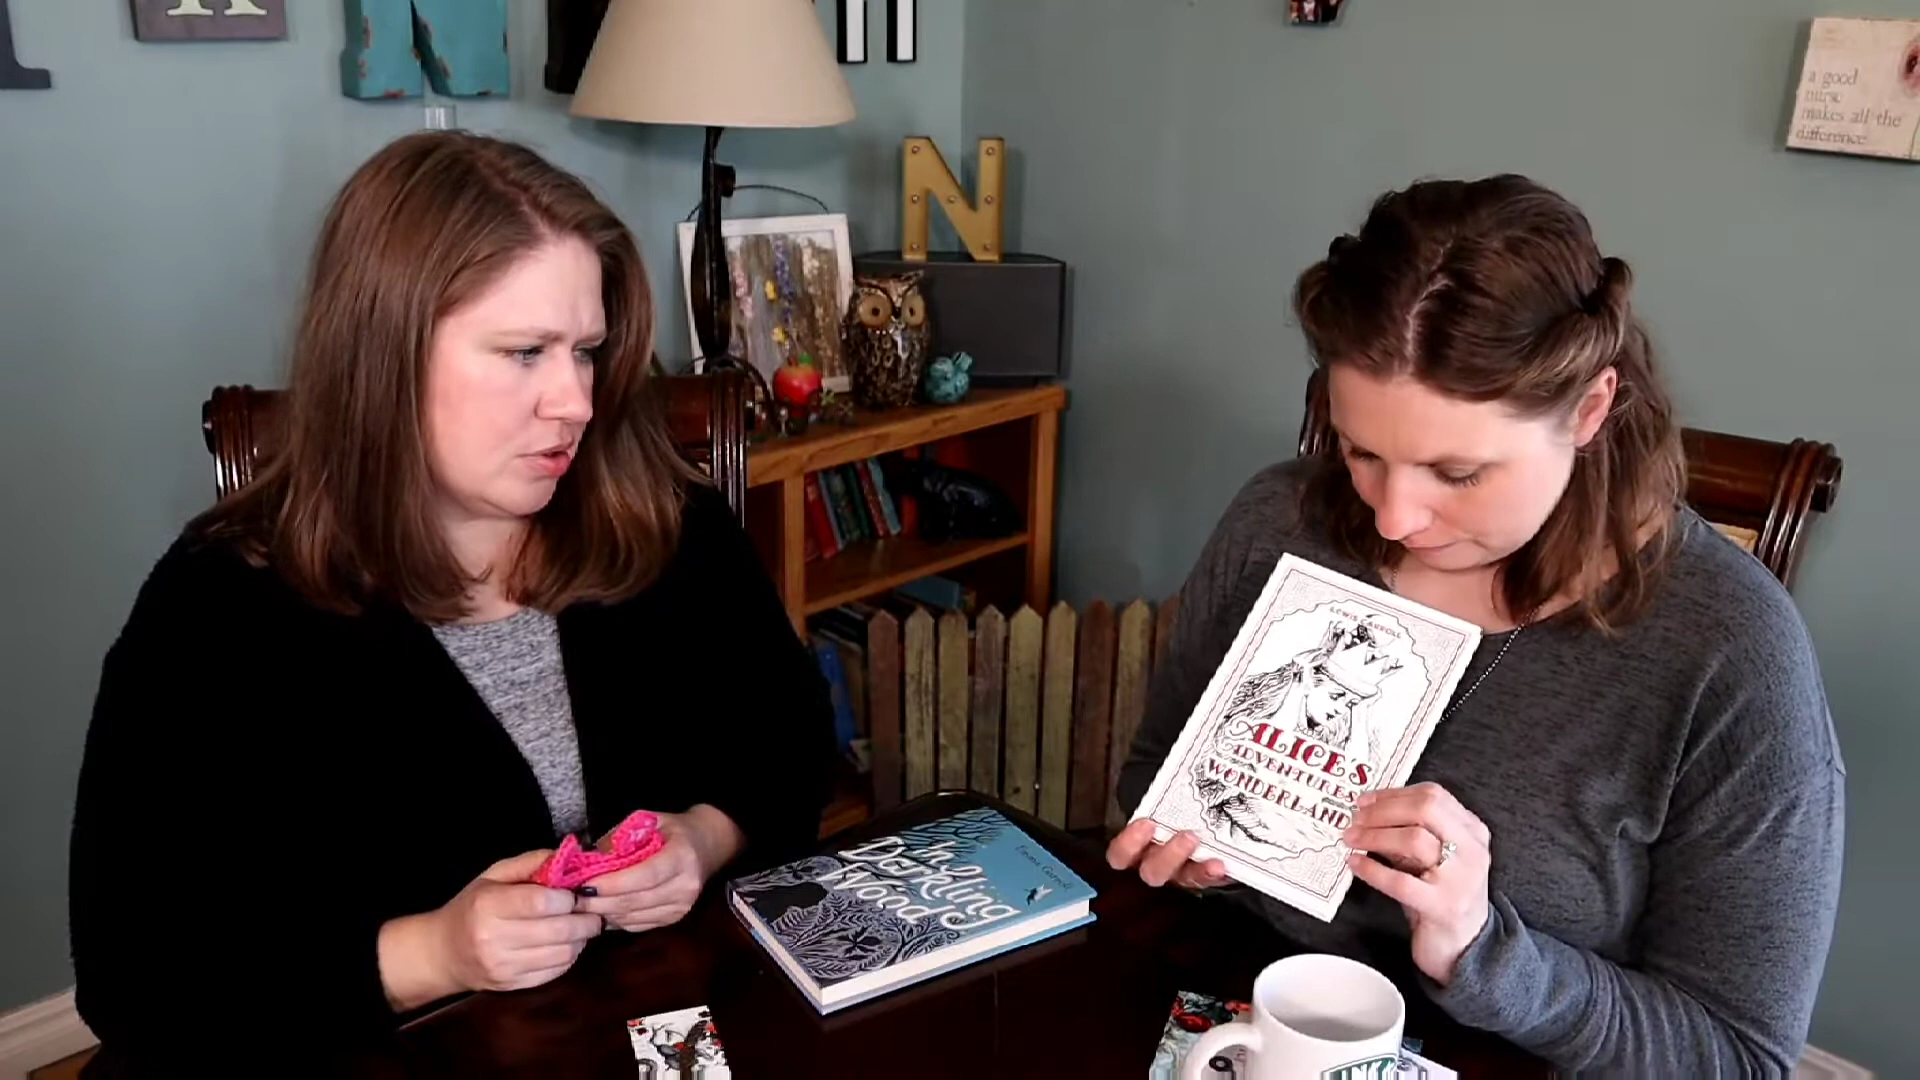 N
a good
nurse
makes all the
difference
LEWIS CARROLL
ALICE'S
ADVENTURES
WONDERLAND
In
Darkling
Wood
Emma Carroll